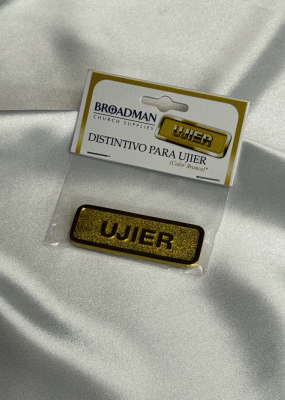 BROADMAN
CHURCH SUPPLIES
UJIER
DISTINTIVO PARA UJIER
(Color Bronce)*
UJIER